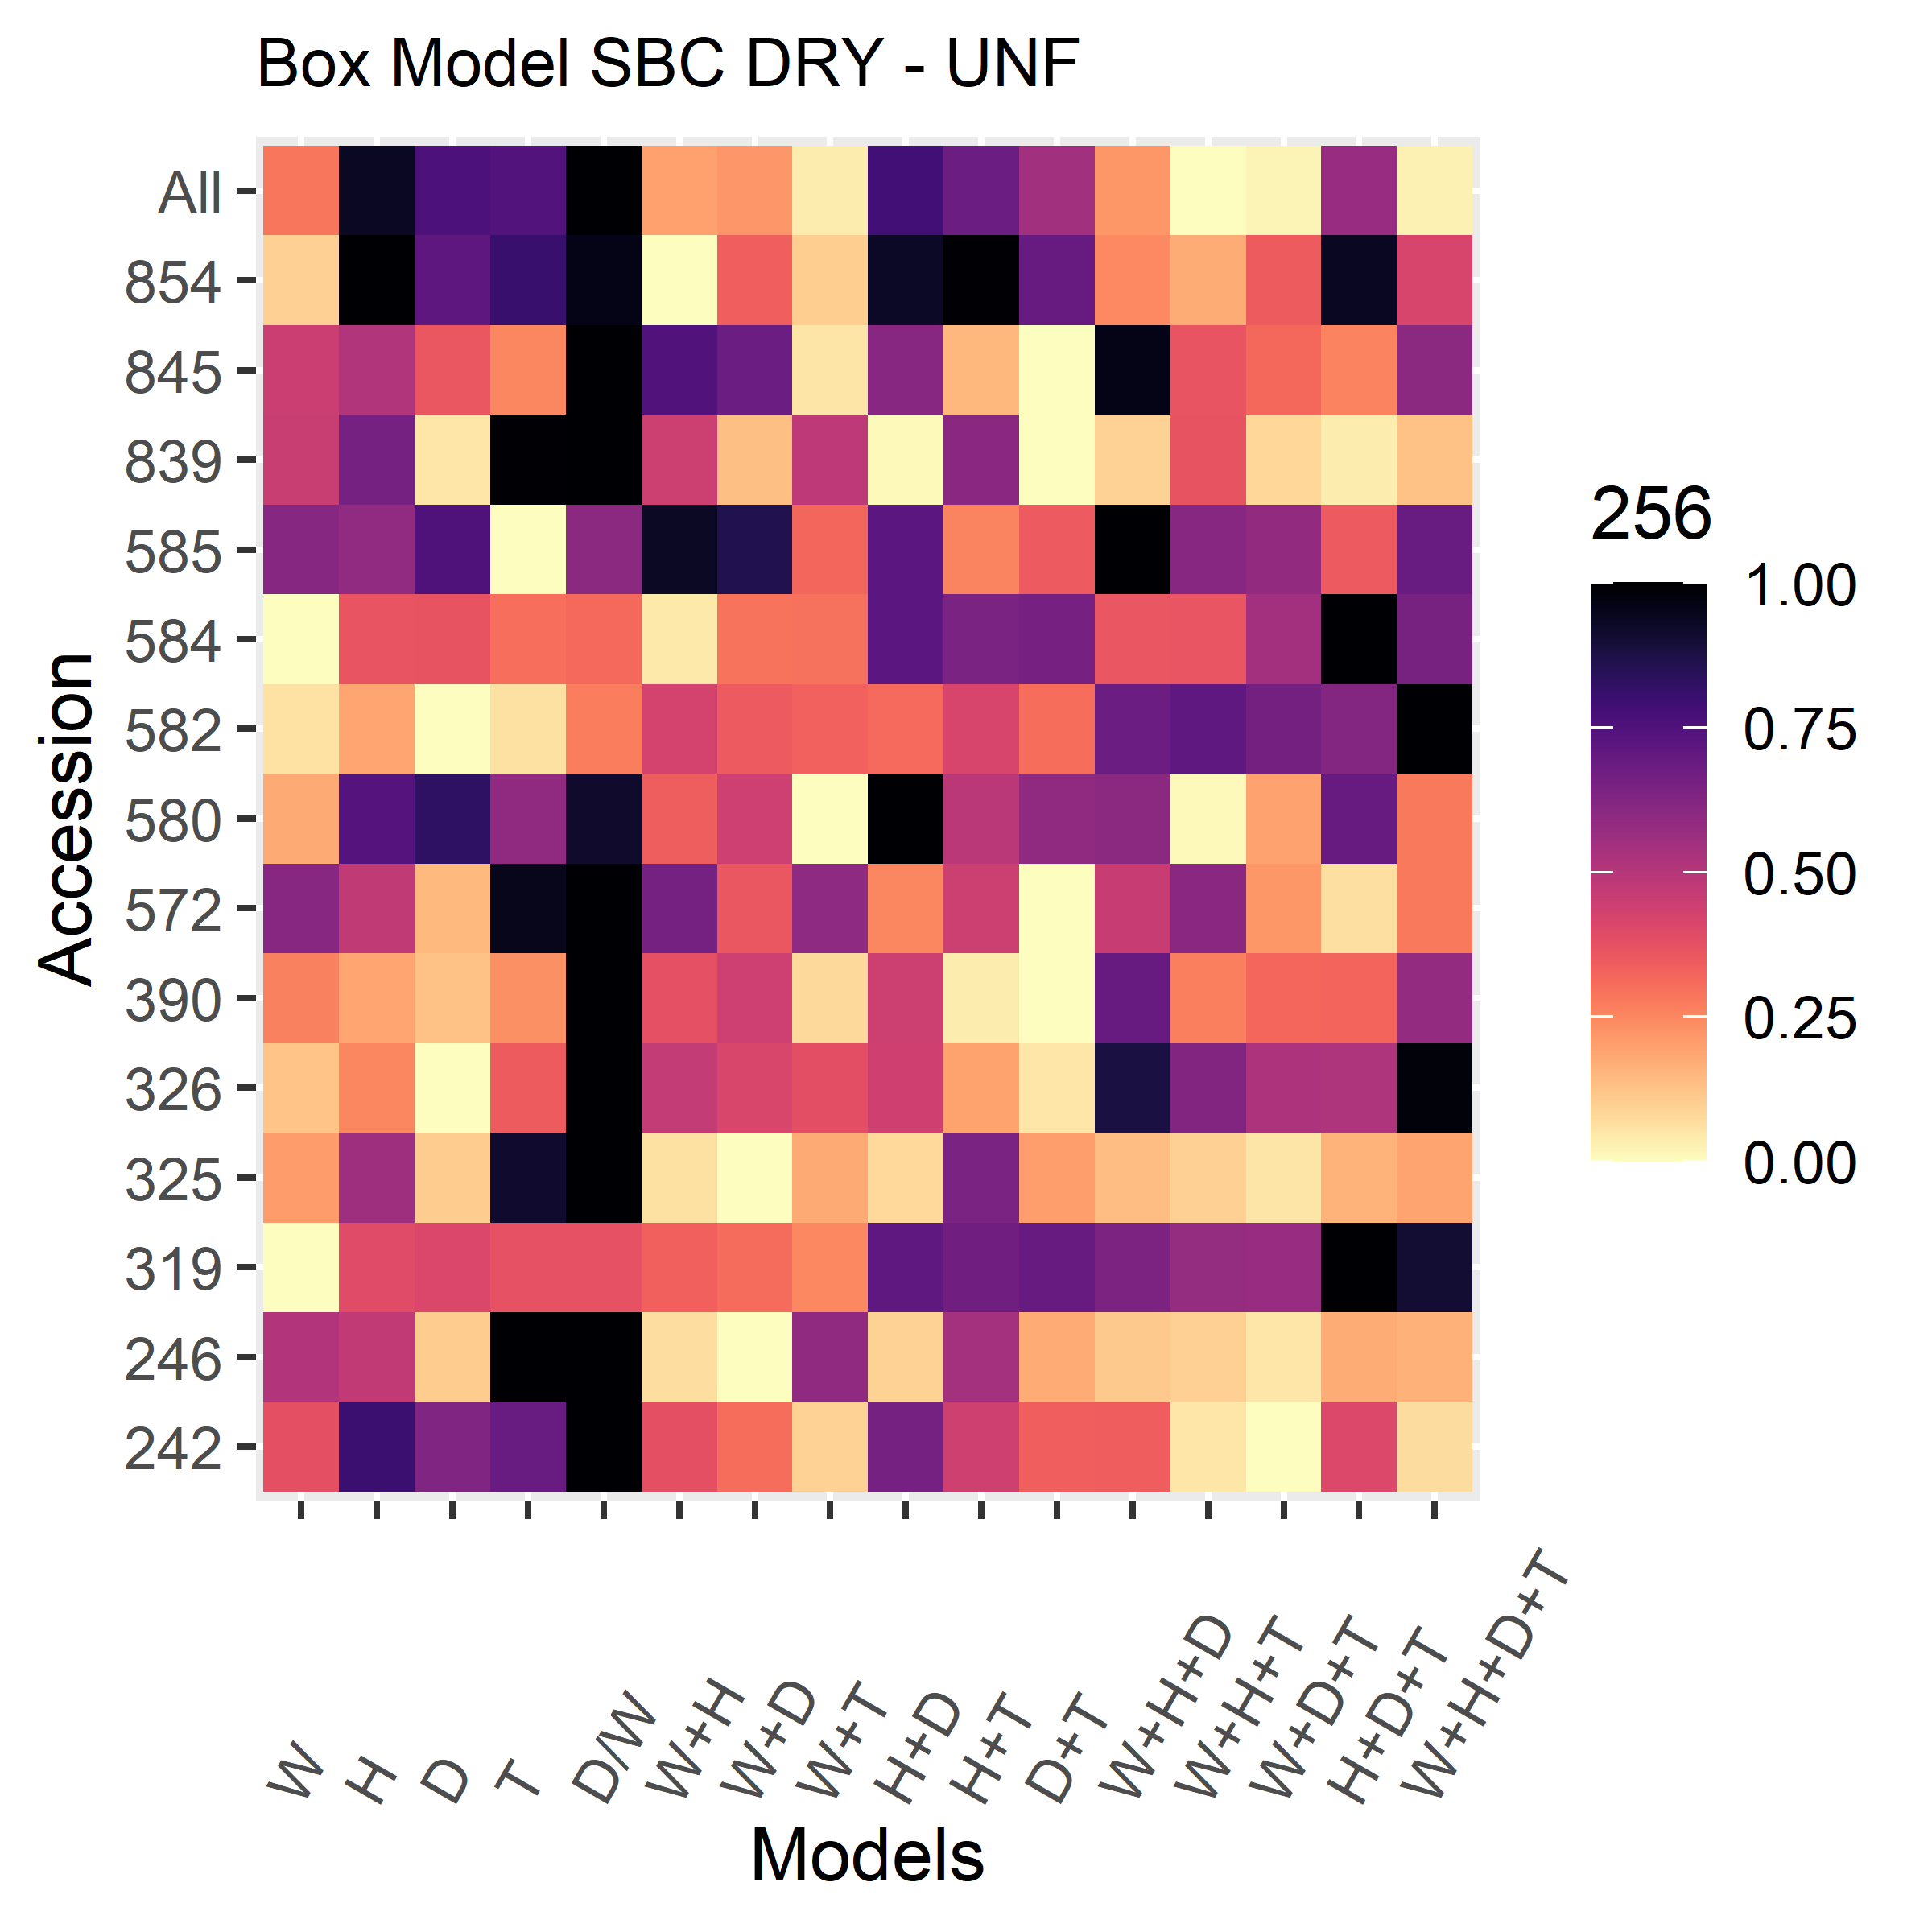 Box Model SBC DRY - UNF
Accession
All
854
845
839
585
584
582
580
572
390
326
325
319
246
242
W
H
D
T
D/W
W+H
W+D
W+T
H+D
H+T
D+T
W+H+D
W+H+T
W+D+T
H+D+T
W+H+D+T
Models
256
1.00
0.75
0.50
0.25
0.00